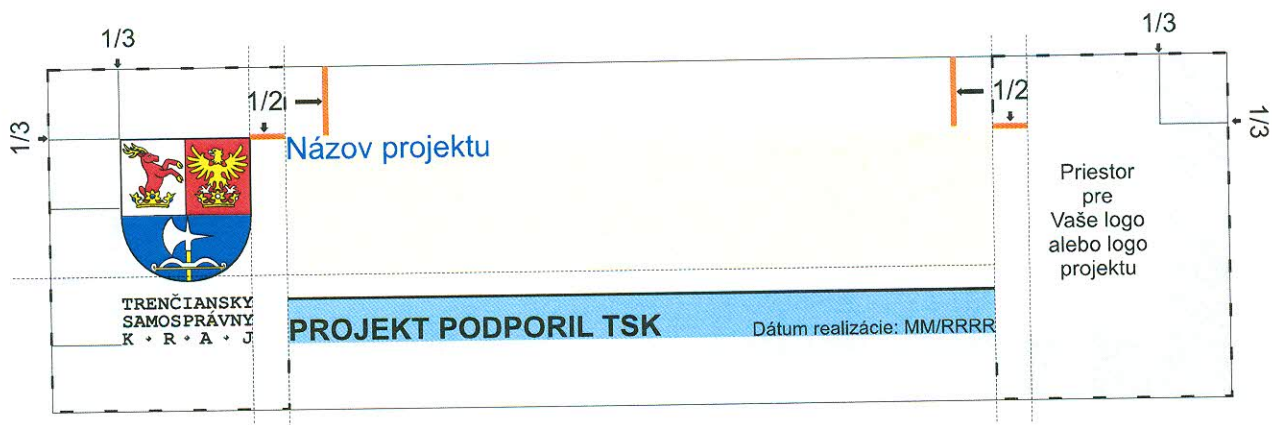 1/3
1/3
1/2
1/2
1/3
1/3
Názov projektu
Priestor
pre
Vaše logo
alebo logo
projektu
TRENČIANSKY
SAMOSPRÁVNY
K • R • A • J
PROJEKT PODPORIL TSK
Dátum realizácie: MM/RRRR